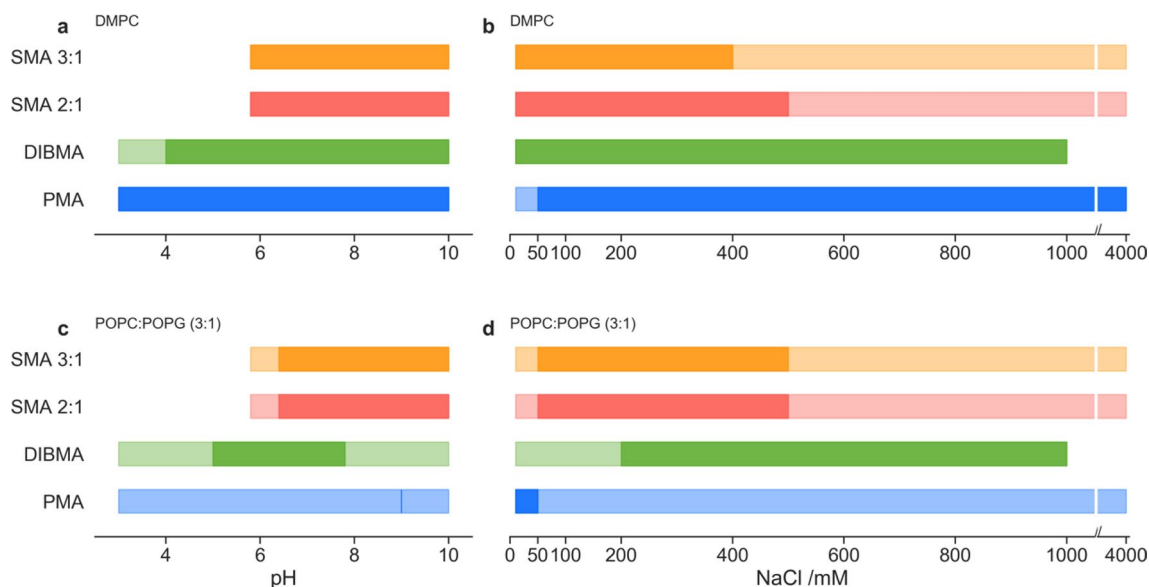 a DMPC
b DMPC
SMA 3:1
SMA 2:1
DIBMA
PMA
4 6 8 10
0 50 100 200 400 600 800 1000 // 4000
c POPC:POPG (3:1)
d POPC:POPG (3:1)
SMA 3:1
SMA 2:1
DIBMA
PMA
4 6 8 10
0 50 100 200 400 600 800 1000 // 4000
pH
NaCl /mM